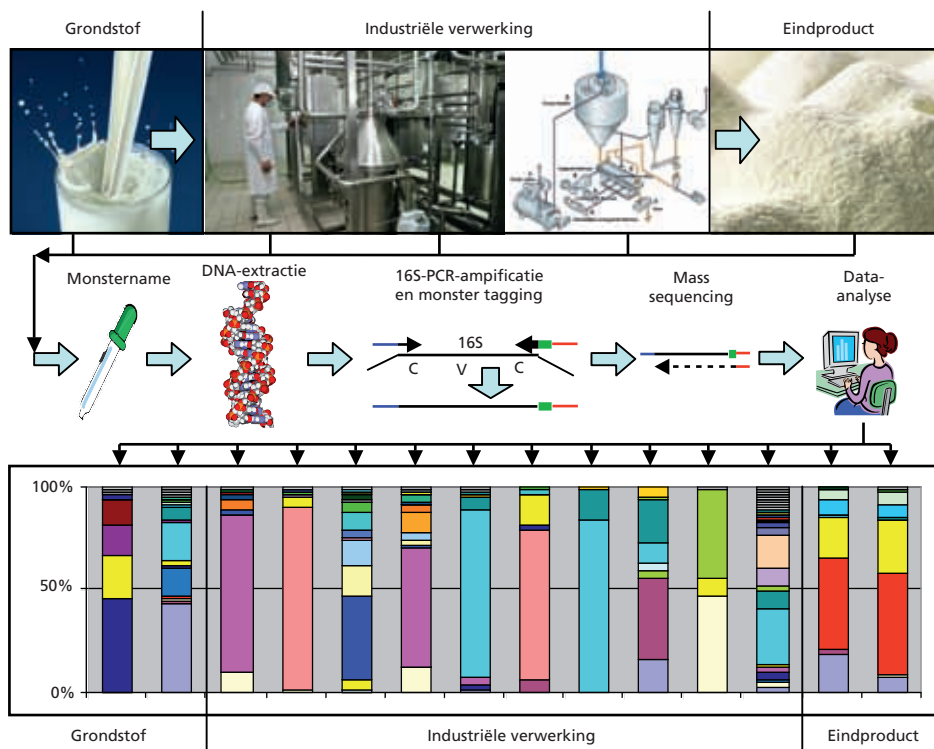 Grondstof
Industriële verwerking
Eindproduct
Monstername
DNA-extractie
16S-PCR-ampificatie
en monster tagging
Mass
sequencing
Data-
analyse
16S
C V C
100%
50%
0%
Grondstof
Industriële verwerking
Eindproduct